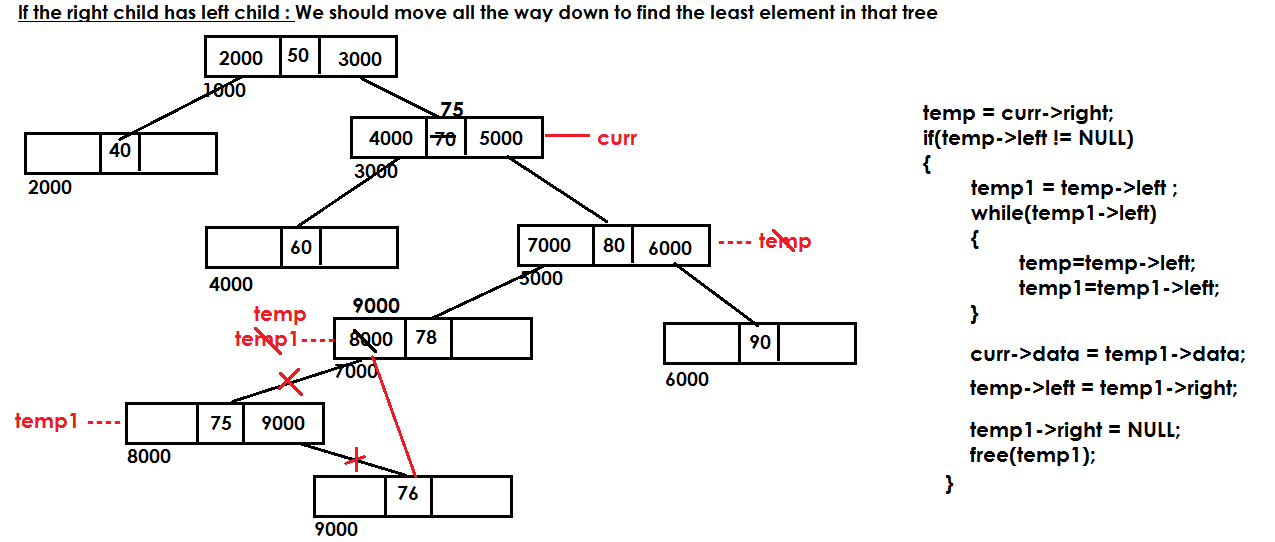 If the right child has left child : We should move all the way down to find the least element in that tree
2000 50 3000
1000
75
40
2000
4000 70 5000
3000
curr
60
4000
7000 80 6000
5000
temp
9000
temp
temp1
8000 78
7000
90
6000
temp1
75 9000
8000
76
9000
temp = curr->right;
if(temp->left != NULL)
{
temp1 = temp->left ;
while(temp1->left)
{
temp=temp->left;
temp1=temp1->left;
}
curr->data = temp1->data;
temp->left = temp1->right;
temp1->right = NULL;
free(temp1);
}